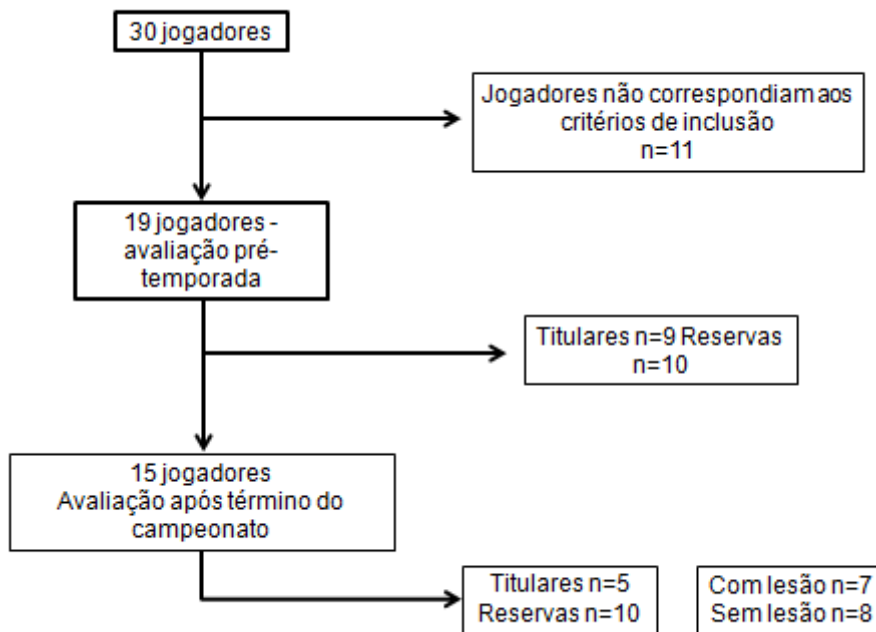 30 jogadores
Jogadores não correspondiam aos
critérios de inclusão
n=11
19 jogadores -
avaliação pré-
temporada
Titulares n=9 Reservas
n=10
15 jogadores
Avaliação após término do
campeonato
Titulares n=5
Reservas n=10
Com lesão n=7
Sem lesão n=8